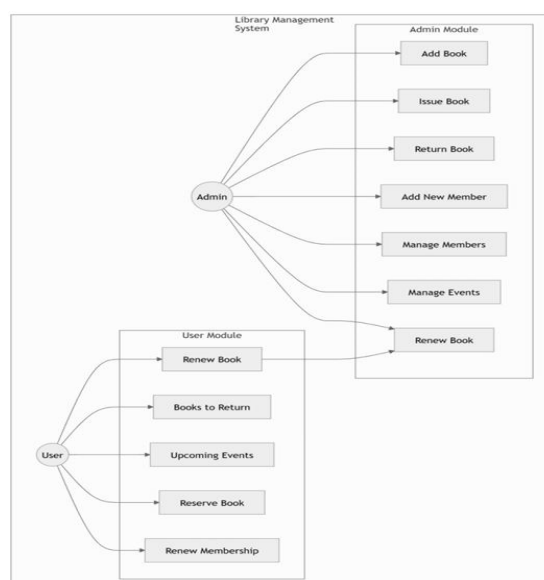 Library Management
System
Admin Module
Add Book
Issue Book
Return Book
Admin
Add New Member
Manage Members
Manage Events
Renew Book
User Module
Renew Book
Books to Return
User
Upcoming Events
Reserve Book
Renew Membership